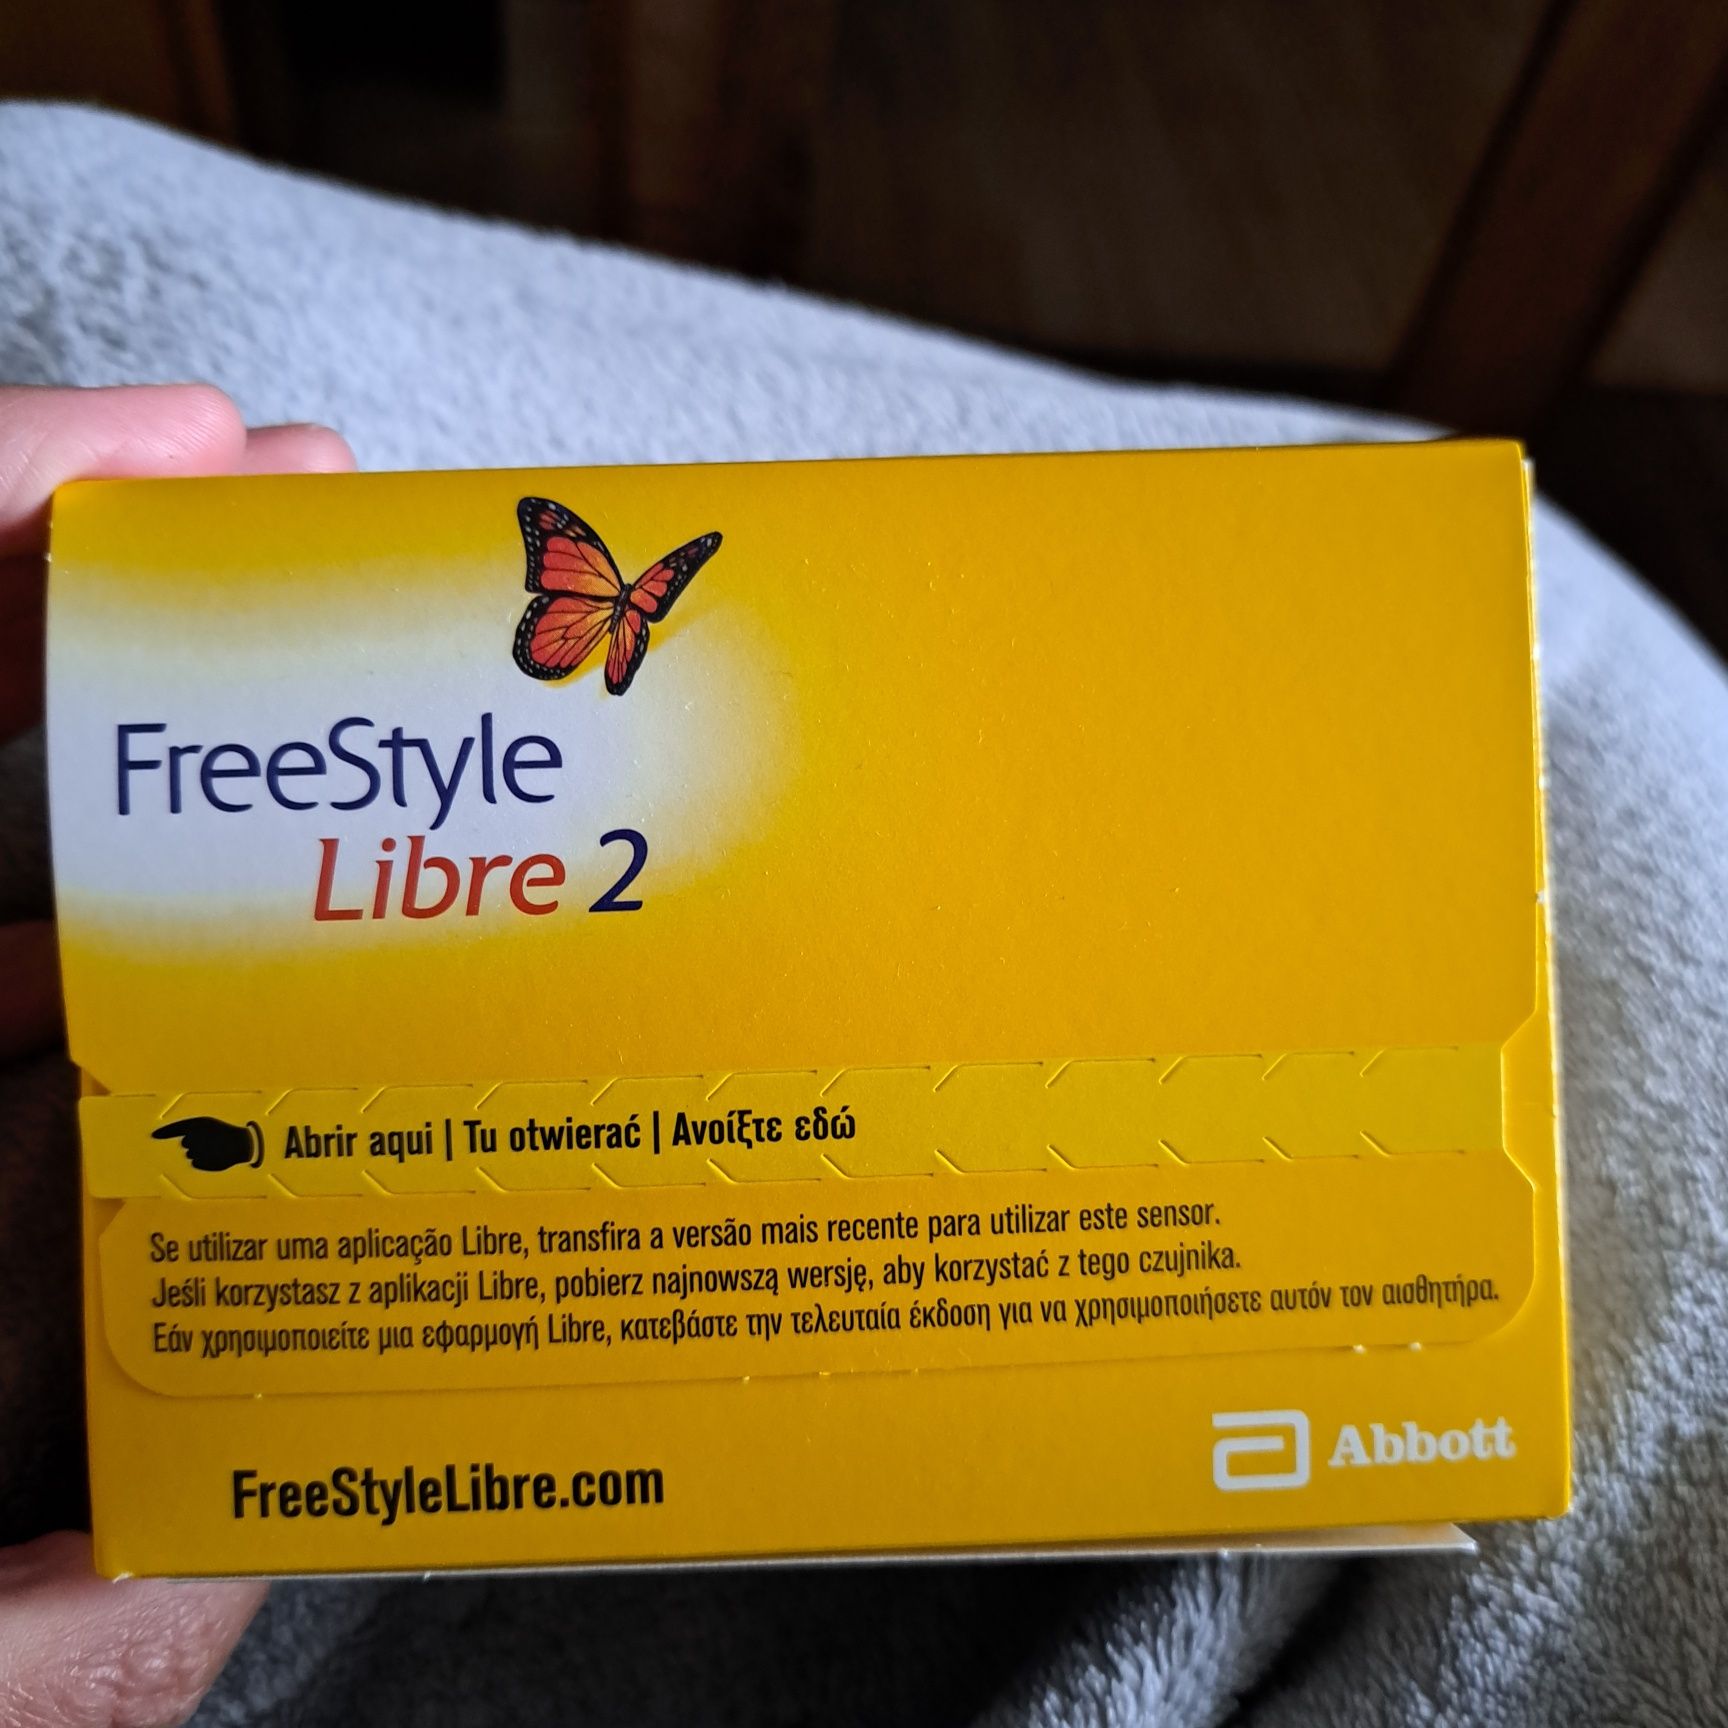 FreeStyle
Libre 2
Abrir aqui | Tu otwierać | Ανοίξτε εδώ
Se utilizar uma aplicação Libre, transfira a versão mais recente para utilizar este sensor.
Jeśli korzystasz z aplikacji Libre, pobierz najnowszą wersję, aby korzystać z tego czujnika.
Εάν χρησιμοποιείτε μια εφαρμογή Libre, κατεβάστε την τελευταία έκδοση για να χρησιμοποιήσετε αυτόν τον αισθητήρα.
FreeStyleLibre.com
Abbott